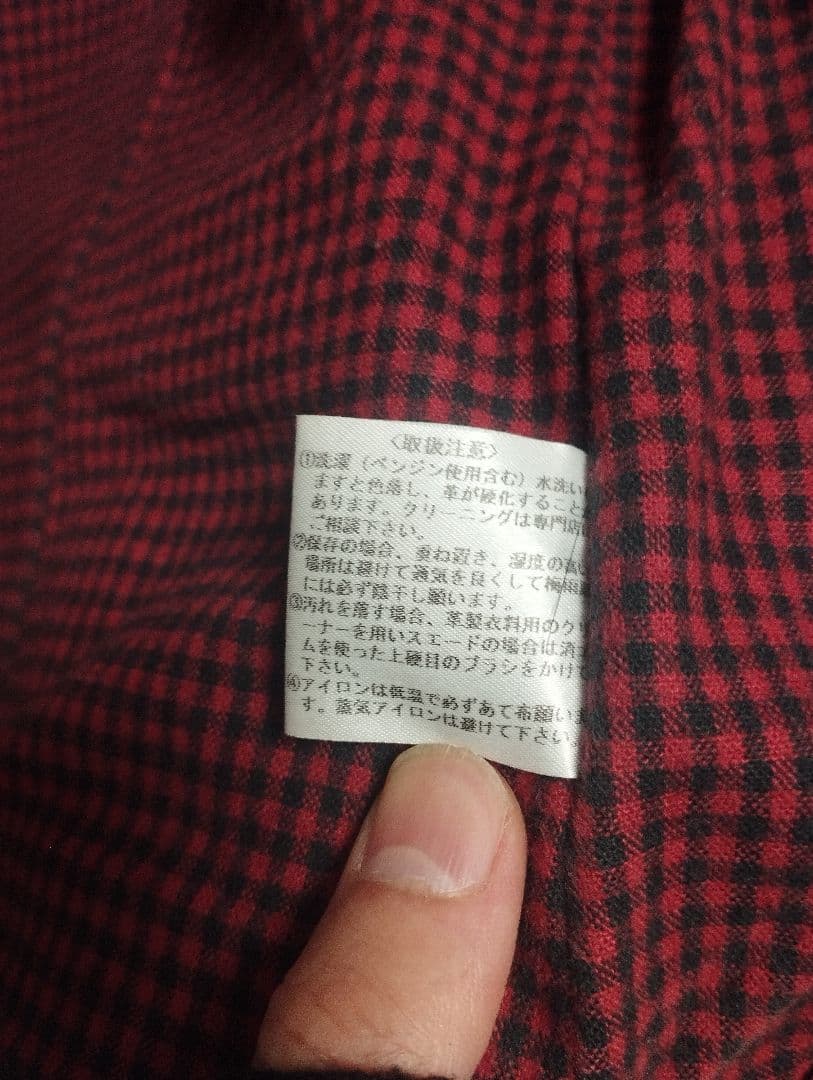 〈取扱注意〉
①洗濯（ベンジン使用含む）水洗い
ますと色落し、革が硬化すること
あります。クリーニングは専門店
ご相談下さい。
②保存の場合、重ね置き、湿度の高
場所は避けて通気を良くして梅雨
には必ず陰干し願います。
③汚れを落す場合、革製衣料用のクリ
ーナーを用いスエードの場合は消
ムを使った上硬目のブラシをかけて
下さい。
④アイロンは低温で必ずあて布願いま
す。蒸気アイロンは避けて下さい。